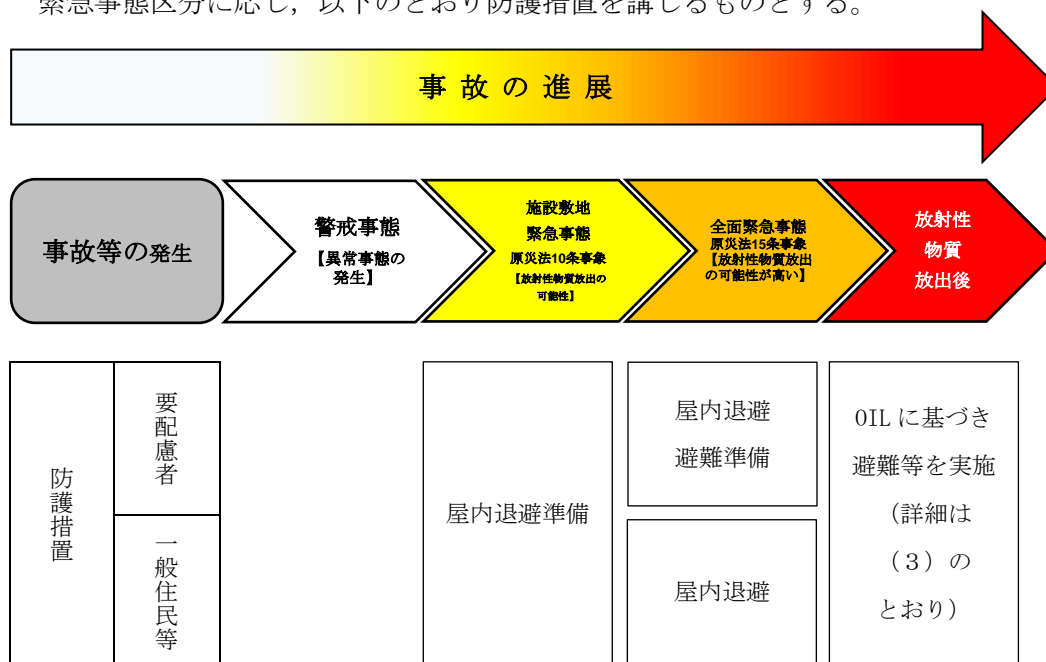 緊急事態区分に応じ，以下のとおり防護措置を講じるものとする。
事故の進展
事故等の発生
警戒事態
【異常事態の
発生】
施設敷地
緊急事態
原災法10条事象
【放射性物質放出の
可能性】
全面緊急事態
原災法15条事象
【放射性物質放出
の可能性が高い】
放射性
物質
放出後
防護措置
要配慮者
一般住民等
屋内退避準備
屋内退避
避難準備
屋内退避
OILに基づき
避難等を実施
（詳細は
（３）の
とおり）